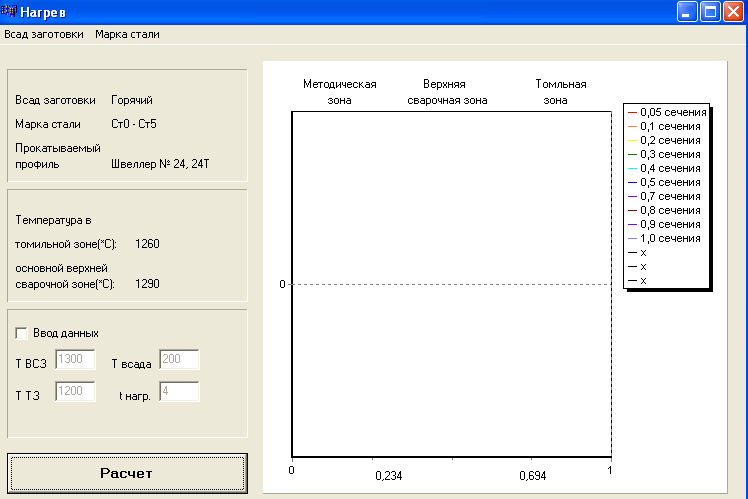 Нагрев
Всад заготовки Марка стали
Всад заготовки Горячий
Марка стали Ст0 - Ст5
Прокатываемый
профиль Швеллер № 24, 24Т
Температура в
томильной зоне(*С): 1260
основной верхней
сварочной зоне(*С): 1290
Ввод данных
Т ВСЗ 1300 Т всада 200
Т ТЗ 1200 t нагр. 4
Расчет
Методическая Верхняя Томльная
зона сварочная зона зона
0
0 0,234 0,694 1
0,05 сечения
0,1 сечения
0,2 сечения
0,3 сечения
0,4 сечения
0,5 сечения
0,7 сечения
0,8 сечения
0,9 сечения
1,0 сечения
x
x
x